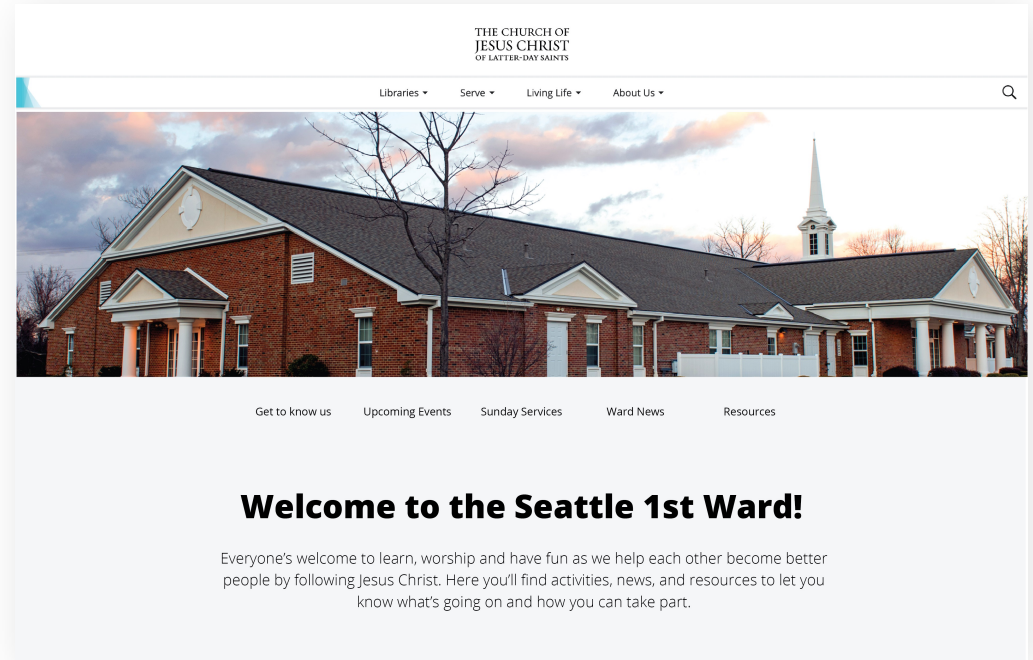 THE CHURCH OF
JESUS CHRIST
OF LATTER-DAY SAINTS
Libraries Serve Living Life About Us
Get to know us Upcoming Events Sunday Services Ward News Resources
Welcome to the Seattle 1st Ward!
Everyone's welcome to learn, worship and have fun as we help each other become better
people by following Jesus Christ. Here you'll find activities, news, and resources to let you
know what's going on and how you can take part.